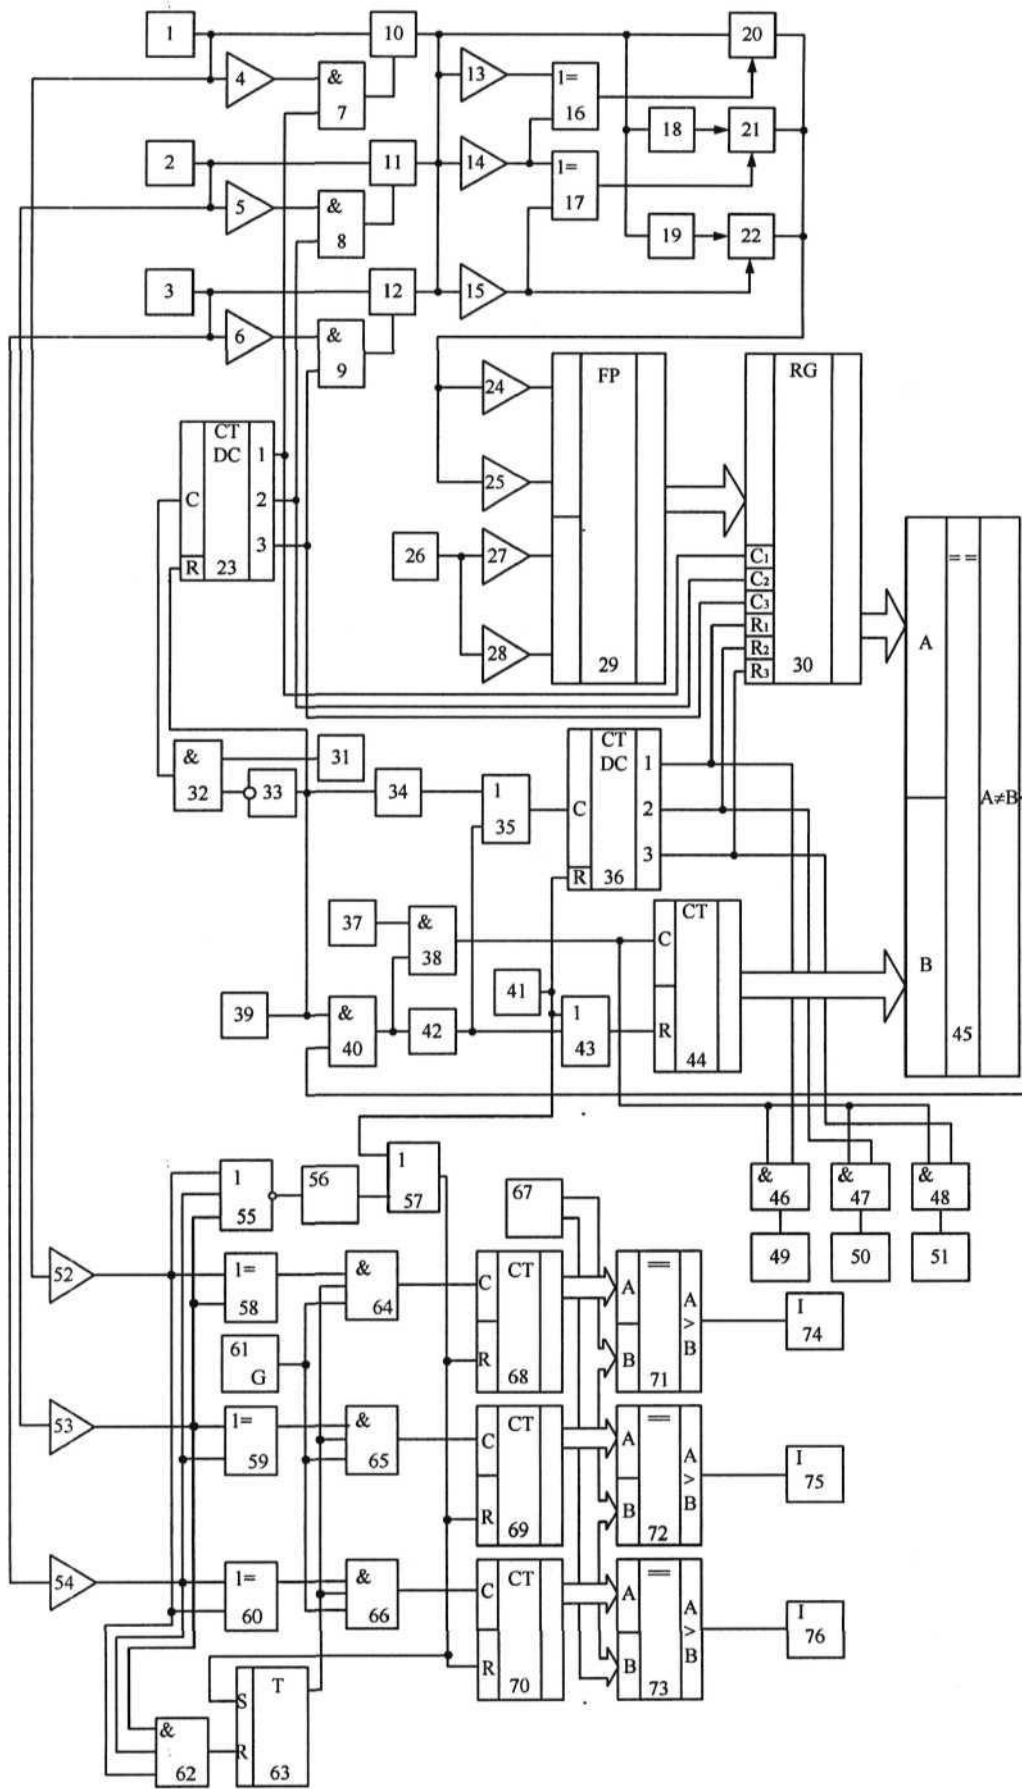 1 10 20
4 & 7 13 1= 16
18 21
2 11 14 1= 17
5 & 8
19 22
3 12 15
6 & 9
24 FP RG
CT DC 1 2 3 C R 23
25
26 27
28 29
C1 C2 C3 R1 R2 R3 30
== A B A≠B 45
& 32 31
33 34 1 35
CT DC C R 36 1 2 3
37 & 38
CT C R 44
39 & 40 42 41 1 43
& 46 & 47 & 48
49 50 51
1 55 56 1 57 67
52 1= 58 & 64 C CT R 68 A B == 71 A > B I 74
61 G
53 1= 59 & 65 C CT R 69 A B == 72 A > B I 75
54 1= 60 & 66 C CT R 70 A B == 73 A > B I 76
S T R 63
& 62